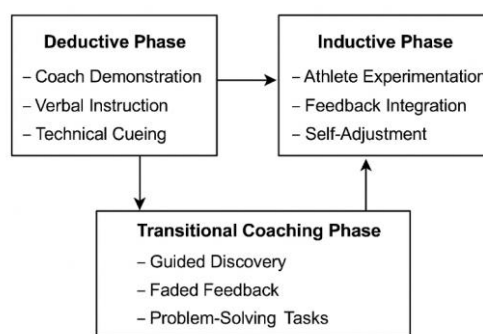 Deductive Phase
– Coach Demonstration
– Verbal Instruction
– Technical Cueing
Inductive Phase
– Athlete Experimentation
– Feedback Integration
– Self-Adjustment
Transitional Coaching Phase
– Guided Discovery
– Faded Feedback
– Problem-Solving Tasks